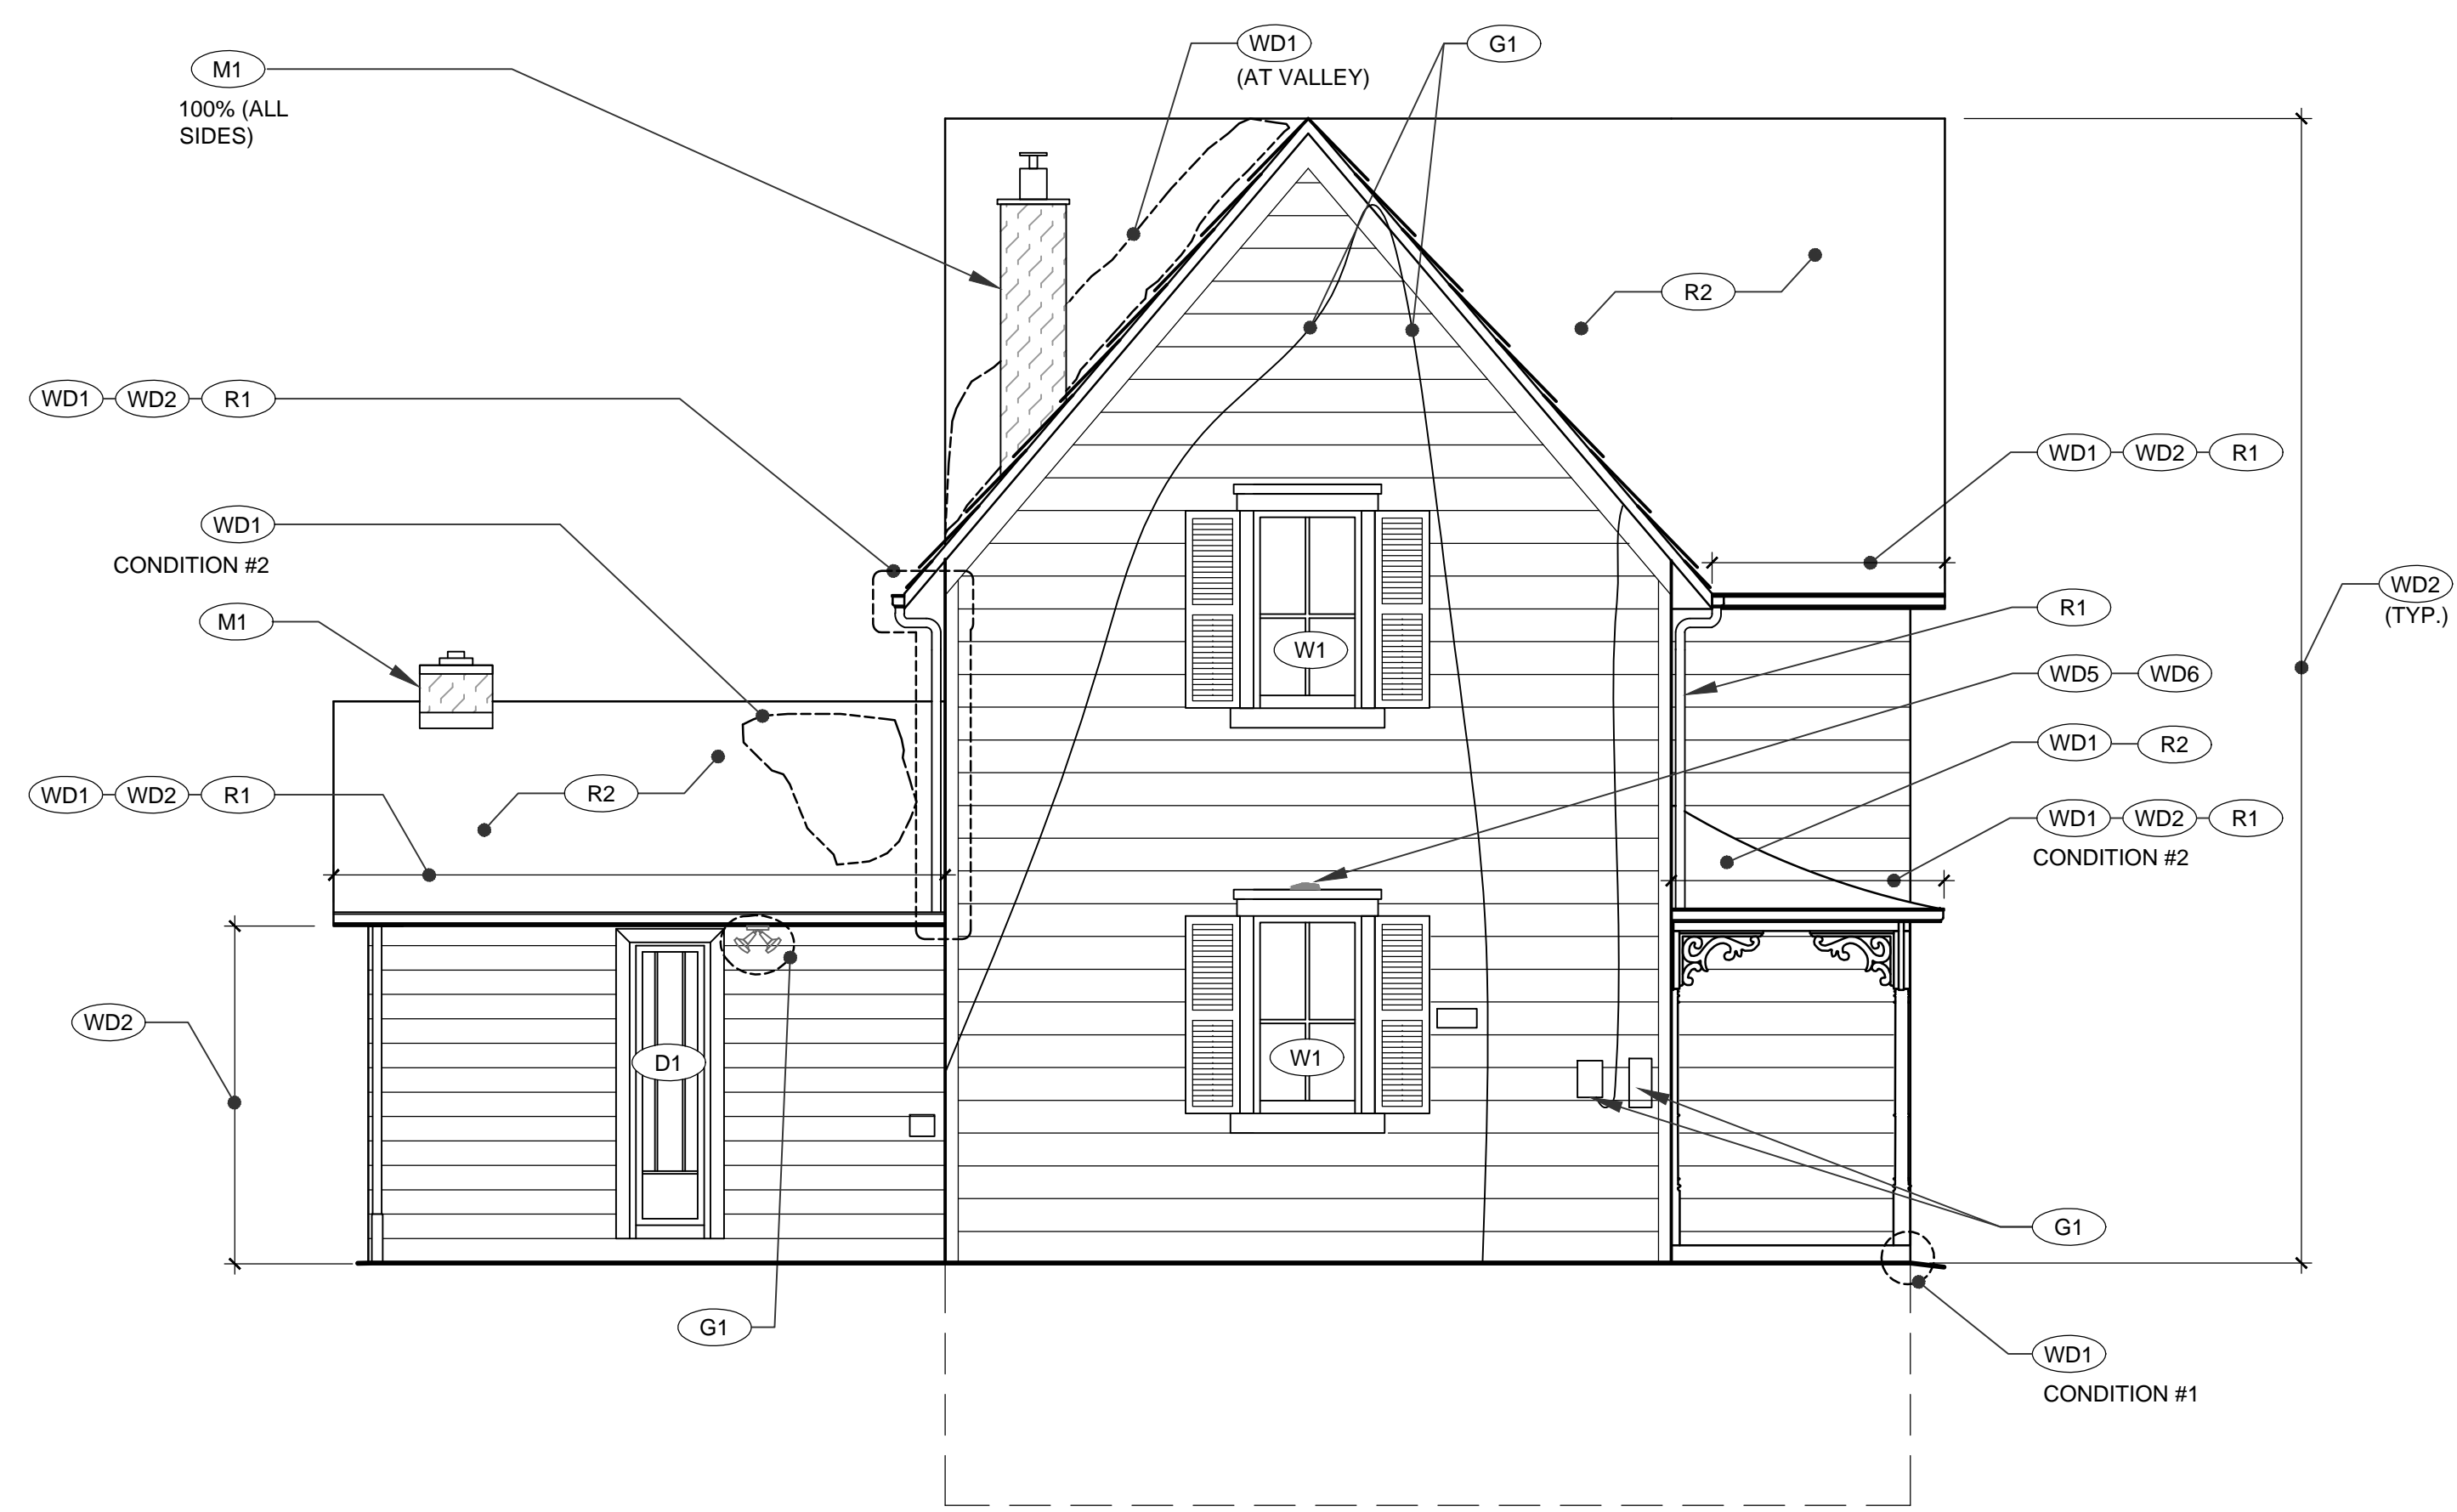 WD1
(AT VALLEY)
G1
M1
100% (ALL
SIDES)
R2
WD1 WD2 R1
WD1 WD2 R1
WD1
CONDITION #2
WD2
(TYP.)
R1
M1
W1
WD5 WD6
WD1 R2
WD1 WD2 R1
R2
WD1 WD2 R1
CONDITION #2
WD2
D1
W1
G1
G1
WD1
CONDITION #1